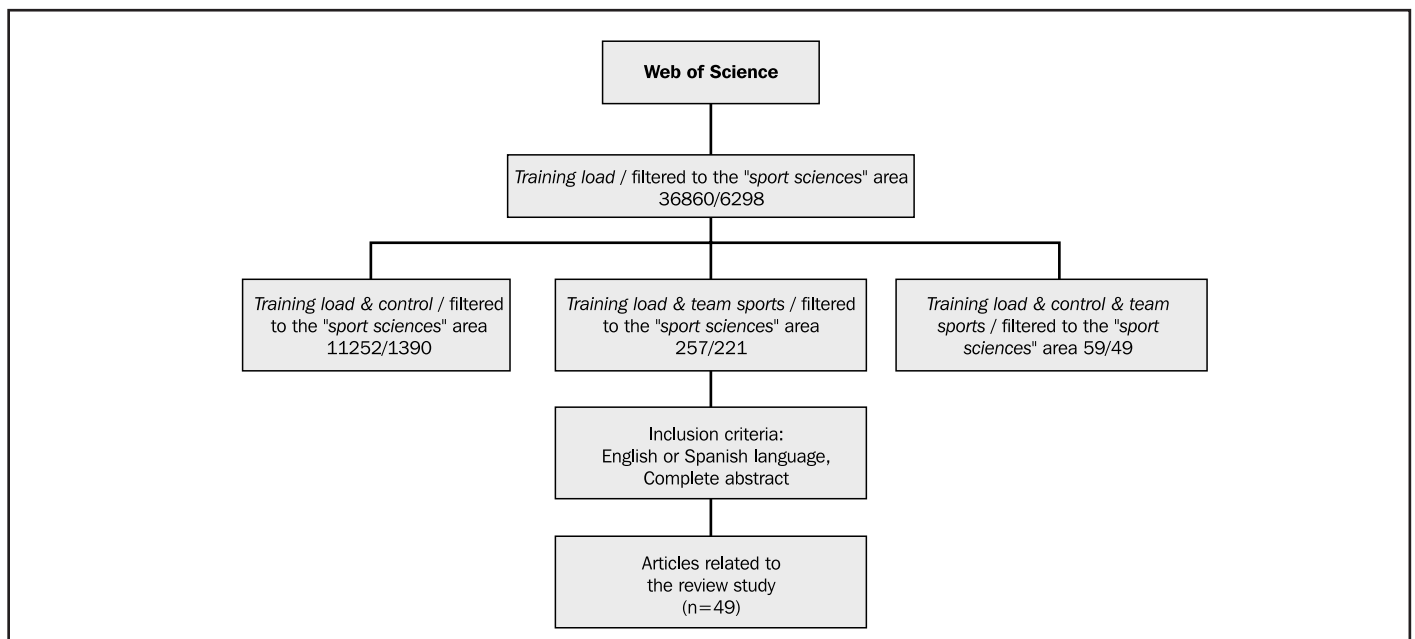 Web of Science
Training load / filtered to the "sport sciences" area
36860/6298
Training load & control / filtered
to the "sport sciences" area
11252/1390
Training load & team sports / filtered
to the "sport sciences" area
257/221
Training load & control & team
sports / filtered to the "sport
sciences" area 59/49
Inclusion criteria:
English or Spanish language,
Complete abstract
Articles related to
the review study
(n=49)